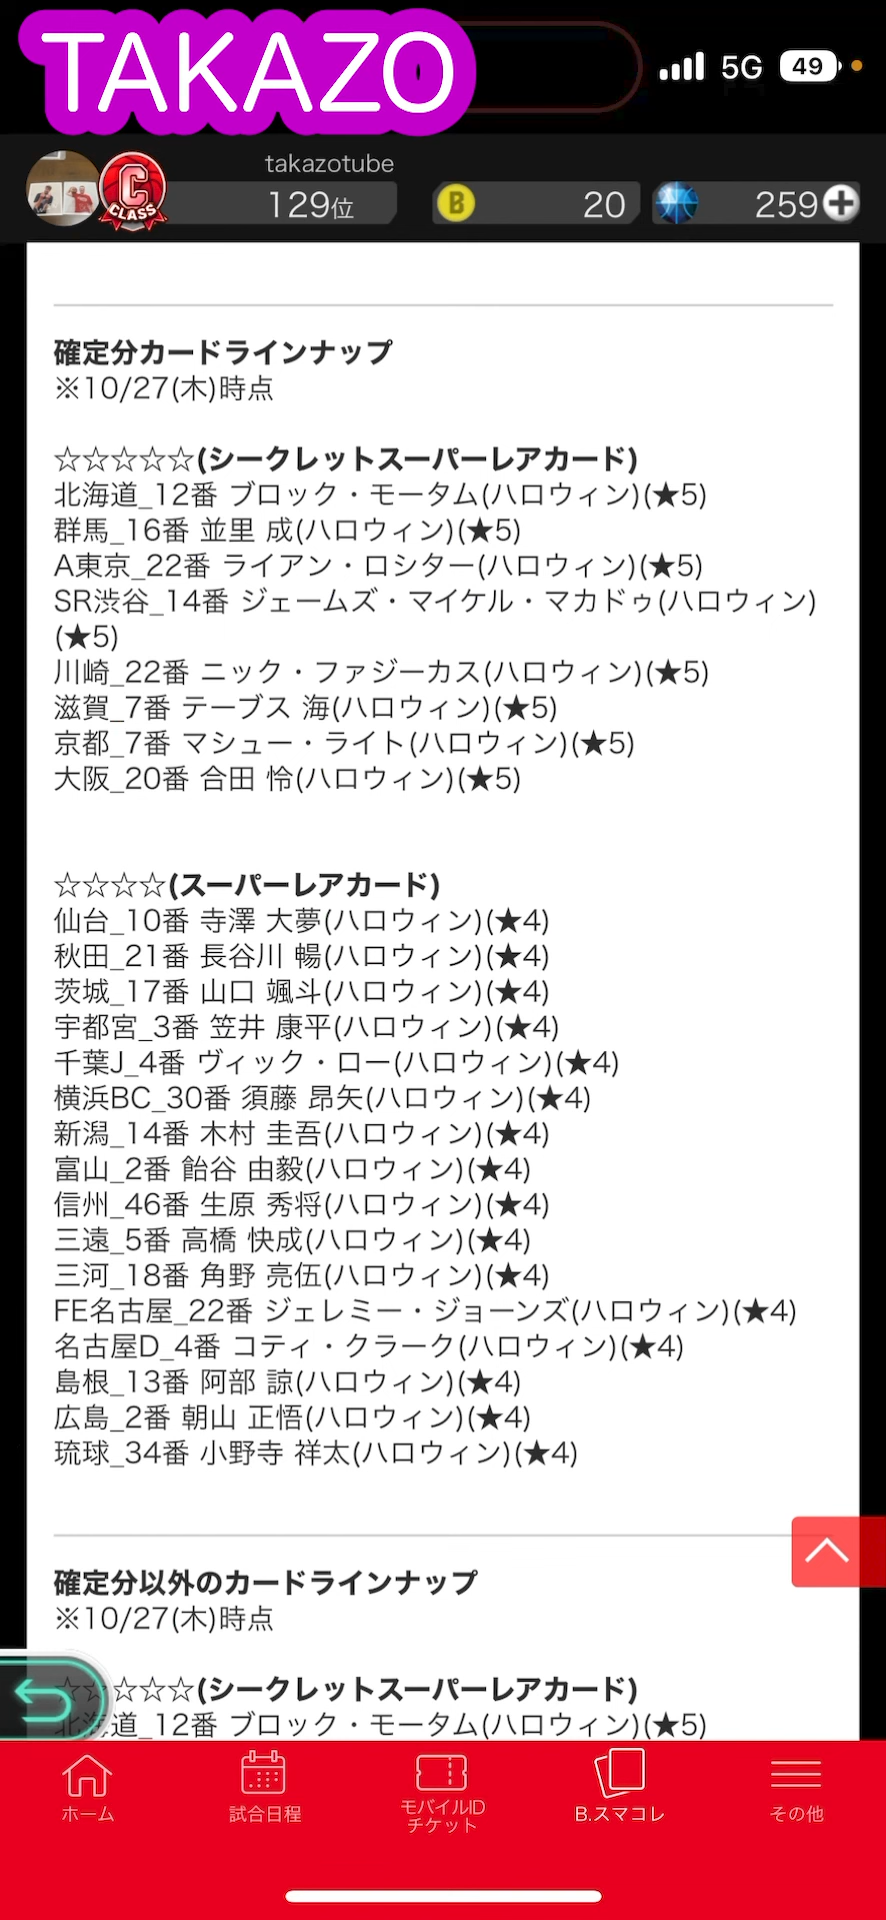 TAKAZO
5G
49
takazotube
C
CLASS
129位
B
20
259
確定分カードラインナップ
※10/27(木)時点
☆☆☆☆☆(シークレットスーパーレアカード)
北海道_12番 ブロック・モータム(ハロウィン)(★5)
群馬_16番 並里 成(ハロウィン)(★5)
A東京_22番 ライアン・ロシター(ハロウィン)(★5)
SR渋谷_14番 ジェームズ・マイケル・マカドゥ(ハロウィン)
(★5)
川崎_22番 ニック・ファジーカス(ハロウィン)(★5)
滋賀_7番 テーブス 海(ハロウィン)(★5)
京都_7番 マシュー・ライト(ハロウィン)(★5)
大阪_20番 合田 怜(ハロウィン)(★5)
☆☆☆☆(スーパーレアカード)
仙台_10番 寺澤 大夢(ハロウィン)(★4)
秋田_21番 長谷川 暢(ハロウィン)(★4)
茨城_17番 山口 颯斗(ハロウィン)(★4)
宇都宮_3番 笠井 康平(ハロウィン)(★4)
千葉J_4番 ヴィック・ロー(ハロウィン)(★4)
横浜BC_30番 須藤 昂矢(ハロウィン)(★4)
新潟_14番 木村 圭吾(ハロウィン)(★4)
富山_2番 飴谷 由毅(ハロウィン)(★4)
信州_46番 生原 秀将(ハロウィン)(★4)
三遠_5番 高橋 快成(ハロウィン)(★4)
三河_18番 角野 亮伍(ハロウィン)(★4)
FE名古屋_22番 ジェレミー・ジョーンズ(ハロウィン)(★4)
名古屋D_4番 コティ・クラーク(ハロウィン)(★4)
島根_13番 阿部 諒(ハロウィン)(★4)
広島_2番 朝山 正悟(ハロウィン)(★4)
琉球_34番 小野寺 祥太(ハロウィン)(★4)
確定分以外のカードラインナップ
※10/27(木)時点
☆☆☆☆☆(シークレットスーパーレアカード)
北海道_12番 ブロック・モータム(ハロウィン)(★5)
ホーム
試合日程
モバイルID
チケット
B.スマコレ
その他